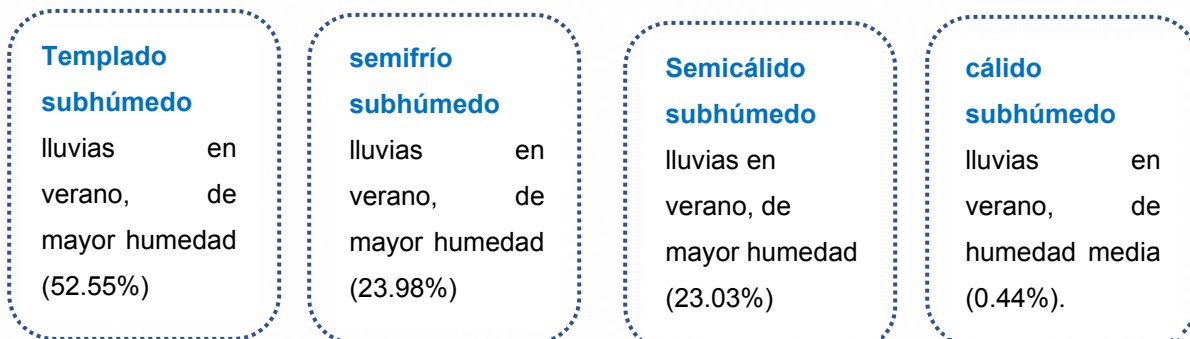 Templado
subhúmedo
lluvias en
verano, de
mayor humedad
(52.55%)
semifrío
subhúmedo
lluvias en
verano, de
mayor humedad
(23.98%)
Semicálido
subhúmedo
lluvias en
verano, de
mayor humedad
(23.03%)
cálido
subhúmedo
lluvias en
verano, de
humedad media
(0.44%).